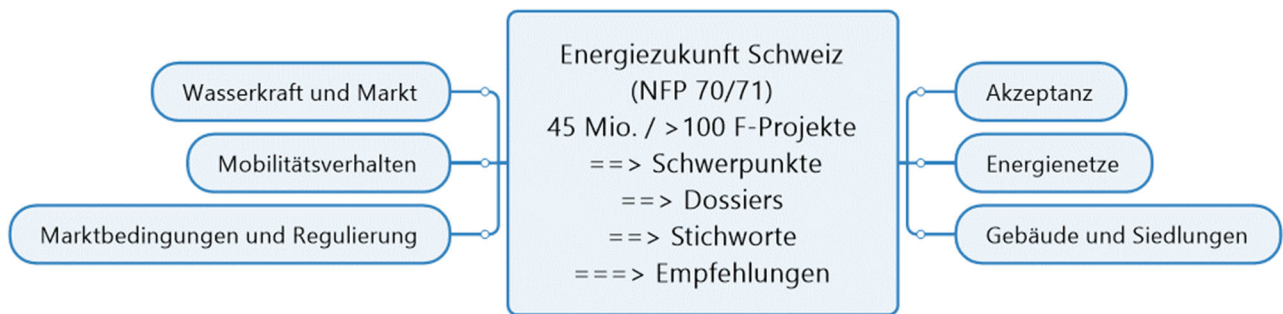 Energiezukunft Schweiz
(NFP 70/71)
45 Mio. / >100 F-Projekte
==> Schwerpunkte
==> Dossiers
==> Stichworte
===> Empfehlungen
Wasserkraft und Markt
Mobilitätsverhalten
Marktbedingungen und Regulierung
Akzeptanz
Energienetze
Gebäude und Siedlungen